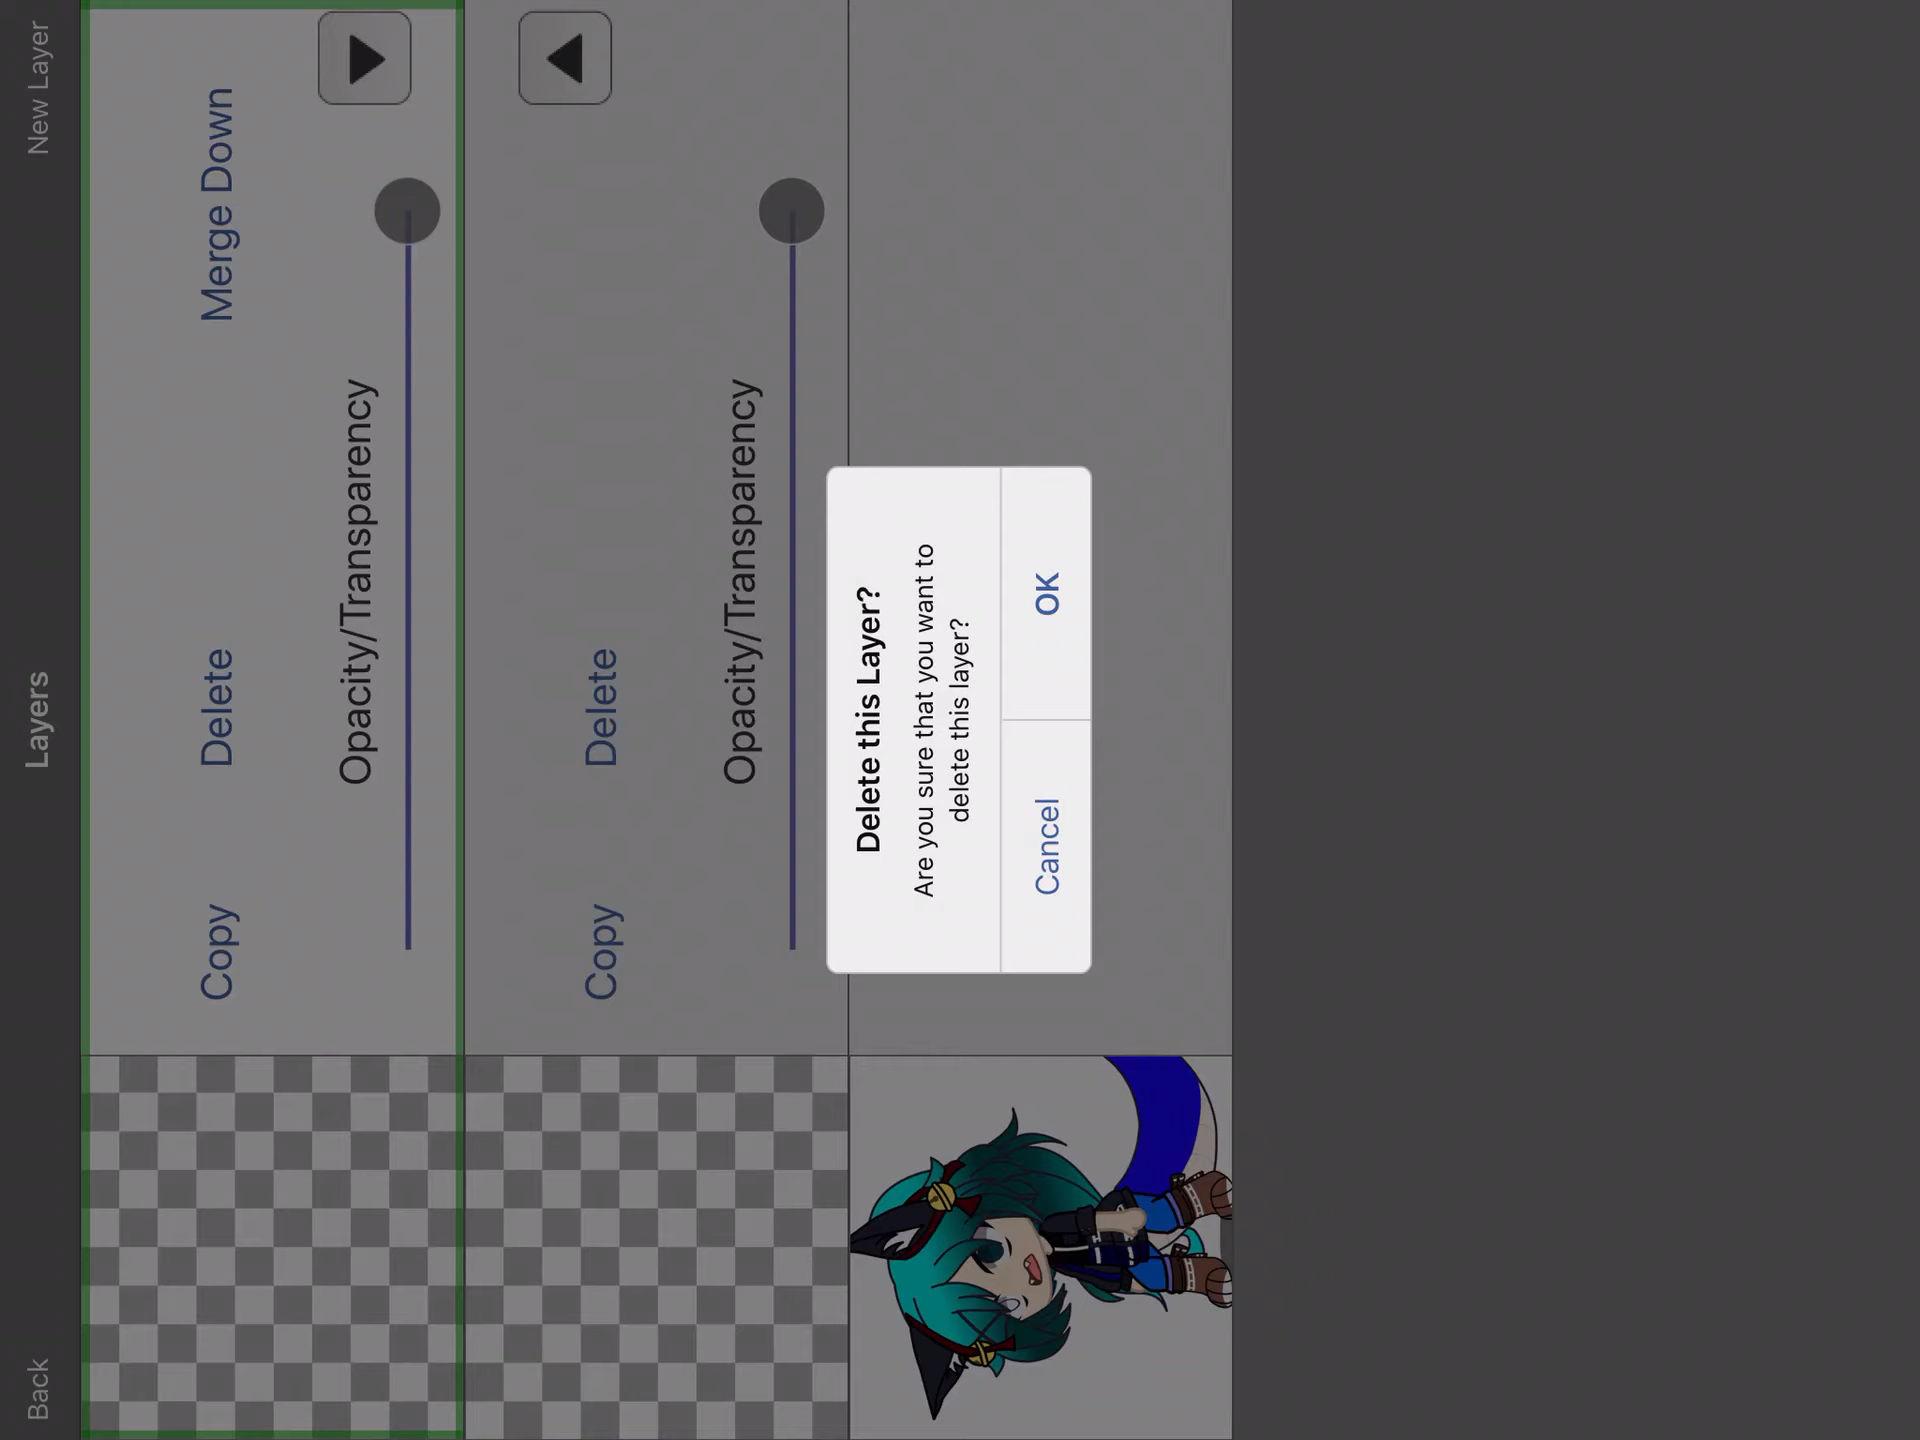 Back
Layers
New Layer
Copy
Delete
Merge Down
Opacity/Transparency
Copy
Delete
Opacity/Transparency
Delete this Layer?
Are you sure that you want to
delete this layer?
Cancel
OK